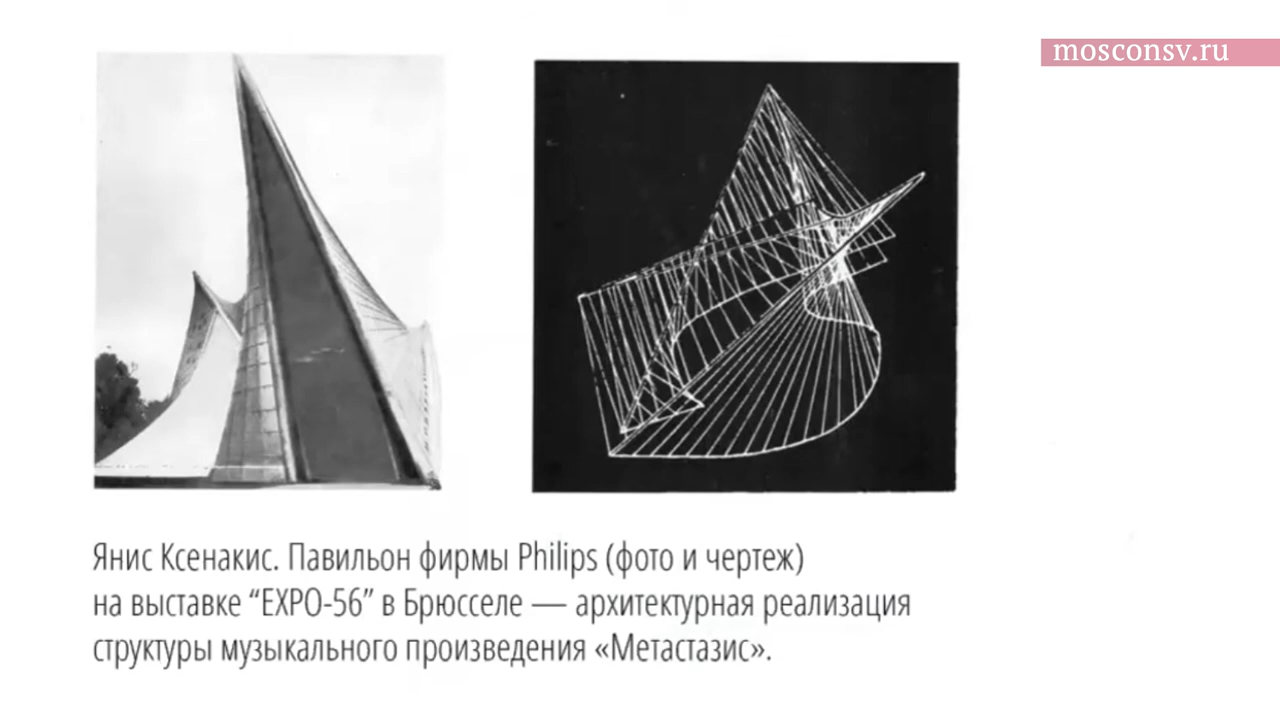 mosconsv.ru
Янис Ксенакис. Павильон фирмы Philips (фото и чертеж)
на выставке “EXPO-56” в Брюсселе — архитектурная реализация
структуры музыкального произведения «Метастазис».